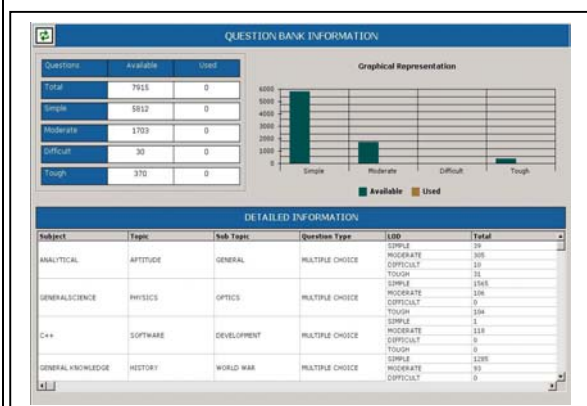 QUESTION BANK INFORMATION
Questions Available Used
Total 7915 0
Simple 5812 0
Moderate 1703 0
Difficult 30 0
Tough 370 0
Graphical Representation
6000
5000
4000
3000
2000
1000
0
Simple Moderate Difficult Tough
Available Used
DETAILED INFORMATION
Subject Topic Sub Topic Question Type LOD Total
ANALYTICAL APTITUDE GENERAL MULTIPLE CHOICE
SIMPLE 39
MODERATE 305
DIFFICULT 10
TOUGH 31
GENERALSCIENCE PHYSICS OPTICS MULTIPLE CHOICE
SIMPLE 1565
MODERATE 106
DIFFICULT 0
TOUGH 104
C++ SOFTWARE DEVELOPMENT MULTIPLE CHOICE
SIMPLE 1
MODERATE 118
DIFFICULT 0
TOUGH 0
GENERAL KNOWLEDGE HISTORY WORLD WAR MULTIPLE CHOICE
SIMPLE 1285
MODERATE 93
DIFFICULT 0